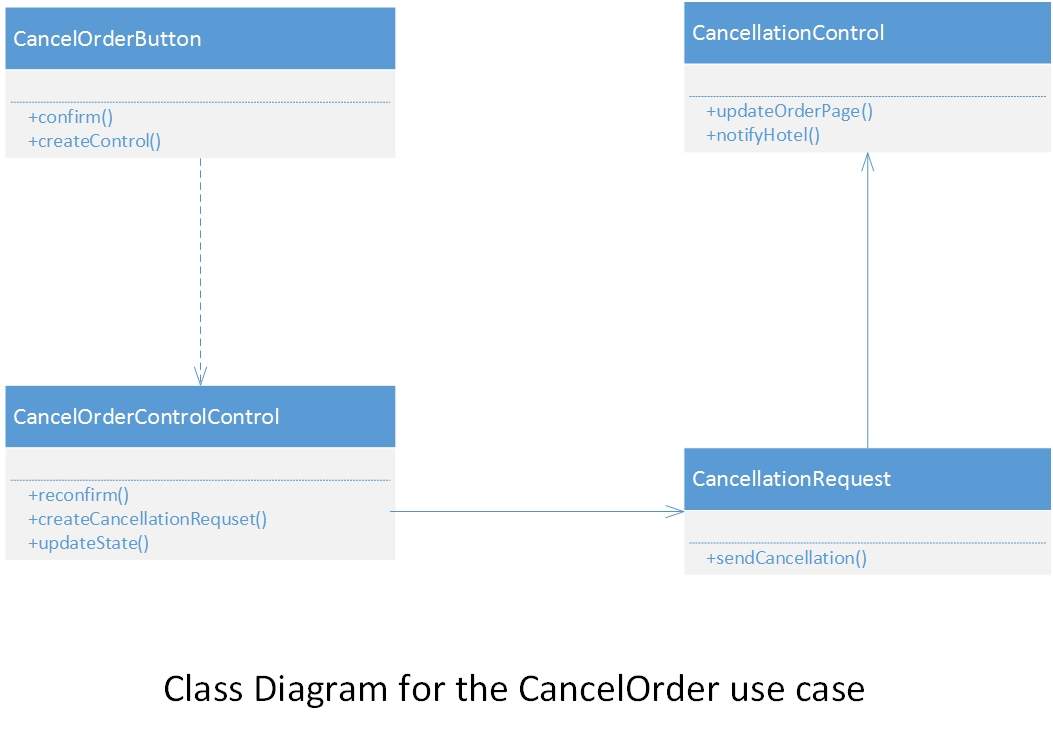 CancelOrderButton
+confirm()
+createControl()
CancellationControl
+updateOrderPage()
+notifyHotel()
CancelOrderControlControl
+reconfirm()
+createCancellationRequset()
+updateState()
CancellationRequest
+sendCancellation()
Class Diagram for the CancelOrder use case